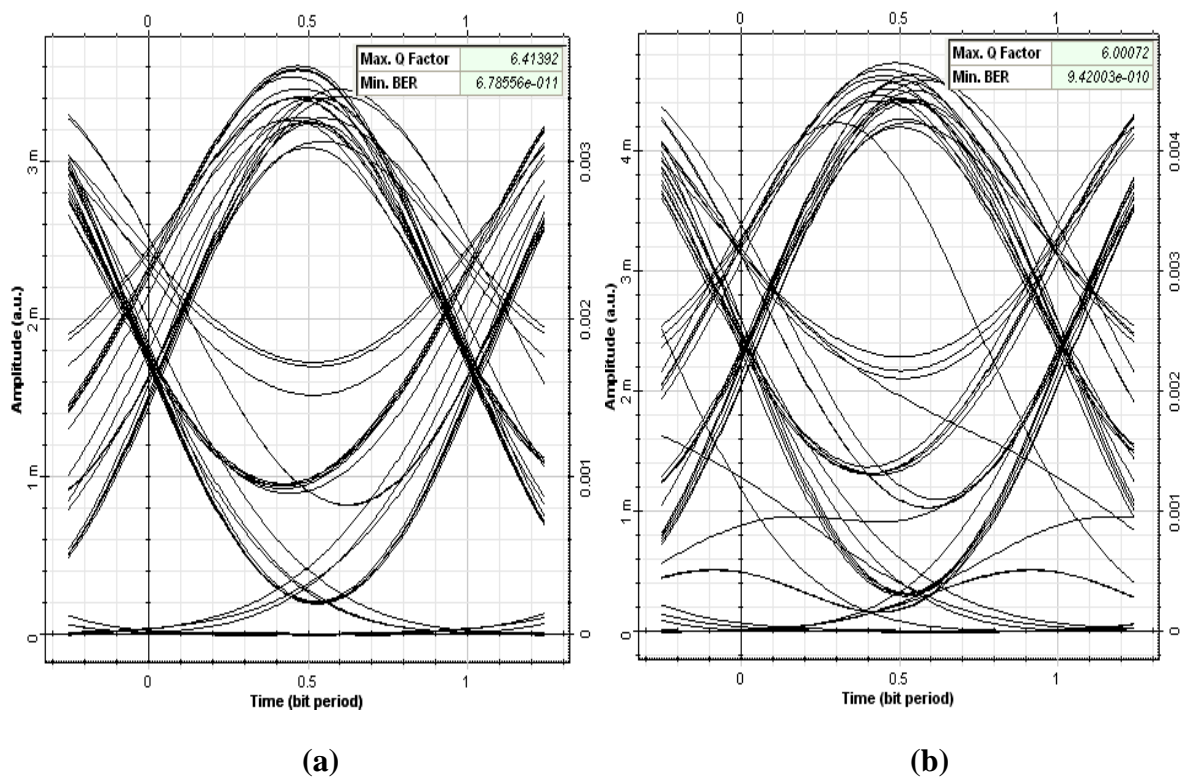 0 0.5 1
Max. Q Factor 6.41392
Min. BER 6.78556e-011
Amplitude (a.u.)
3 m
2 m
1 m
0
0.003
0.002
0.001
0
0 0.5 1
Time (bit period)
(a)
0 0.5 1
Max. Q Factor 6.00072
Min. BER 9.42003e-010
Amplitude (a.u.)
4 m
3 m
2 m
1 m
0
0.004
0.003
0.002
0.001
0
0 0.5 1
Time (bit period)
(b)